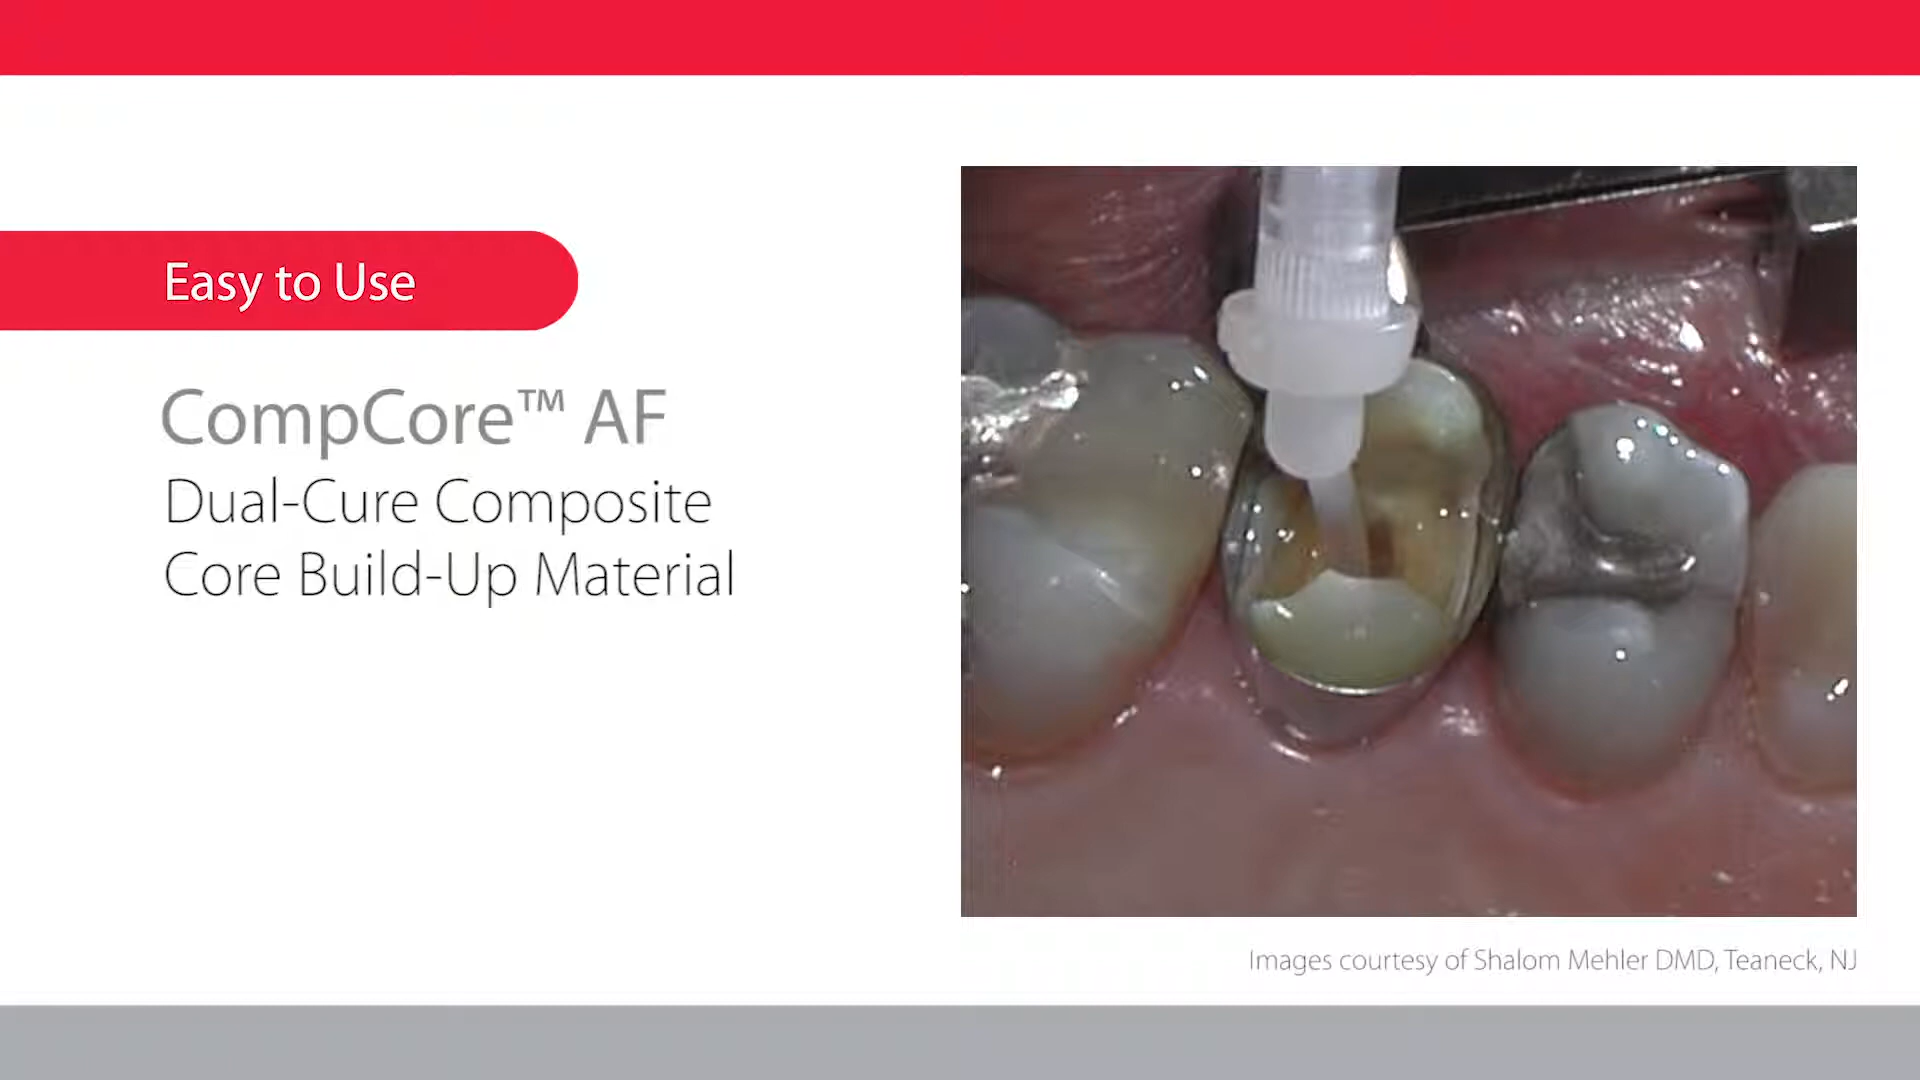 Easy to Use
CompCore™ AF
Dual-Cure Composite
Core Build-Up Material
Images courtesy of Shalom Mehler DMD, Teaneck, NJ